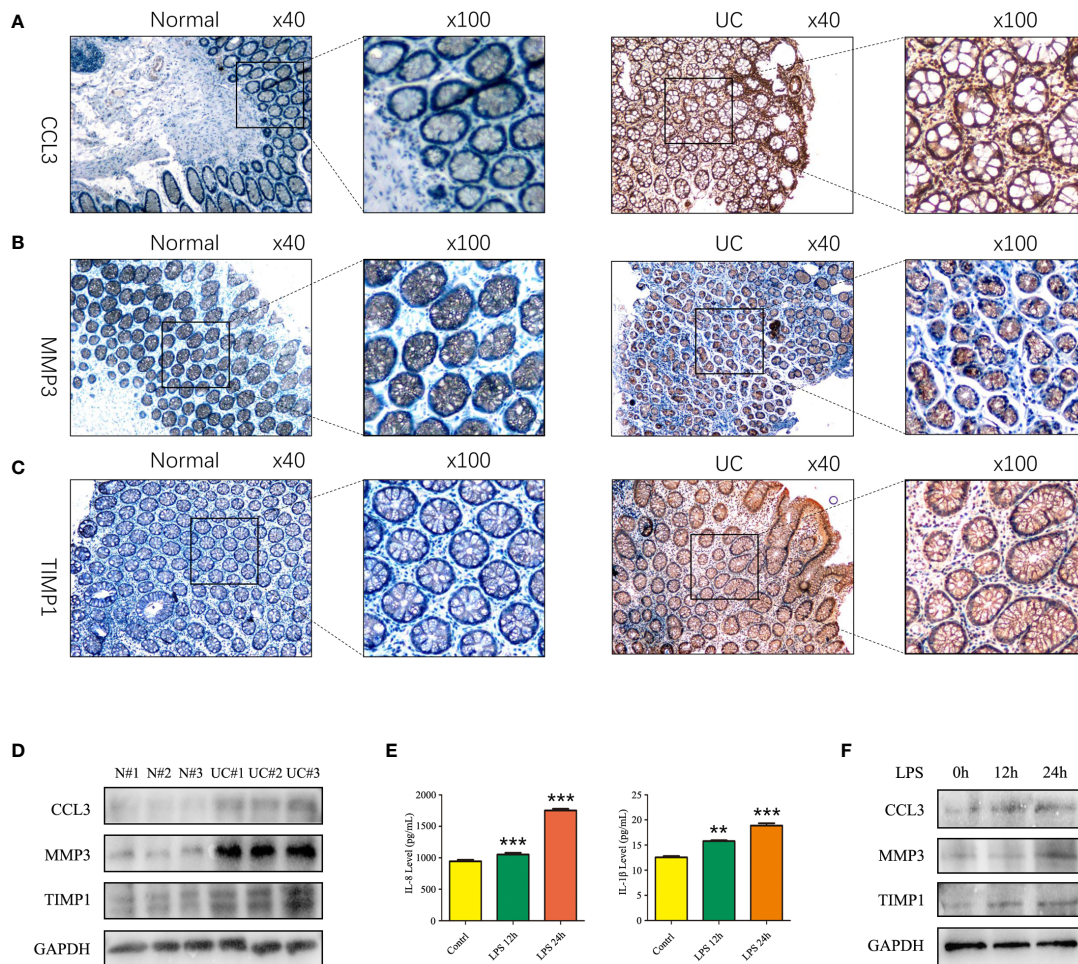 A
Normal x40 x100 UC x40 x100
CCL3
B
Normal x40 x100 UC x40 x100
MMP3
C
Normal x40 x100 UC x40 x100
TIMP1
D
N#1 N#2 N#3 UC#1 UC#2 UC#3
CCL3
MMP3
TIMP1
GAPDH
E
IL-8 Level (pg/mL)
2000
1500
1000
500
0
***
***
Contrl LPS 12h LPS 24h
IL-1β Level (pg/mL)
25
20
15
10
5
0
**
***
Contrl LPS 12h LPS 24h
F
LPS 0h 12h 24h
CCL3
MMP3
TIMP1
GAPDH